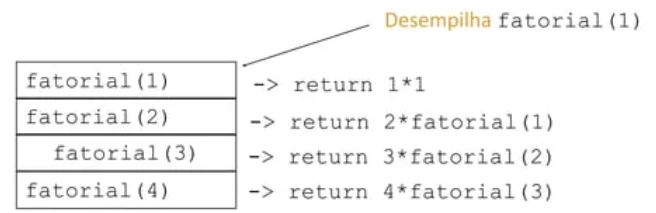 Desempilha fatorial(1)
fatorial(1) -> return 1*1
fatorial(2) -> return 2*fatorial(1)
fatorial(3) -> return 3*fatorial(2)
fatorial(4) -> return 4*fatorial(3)